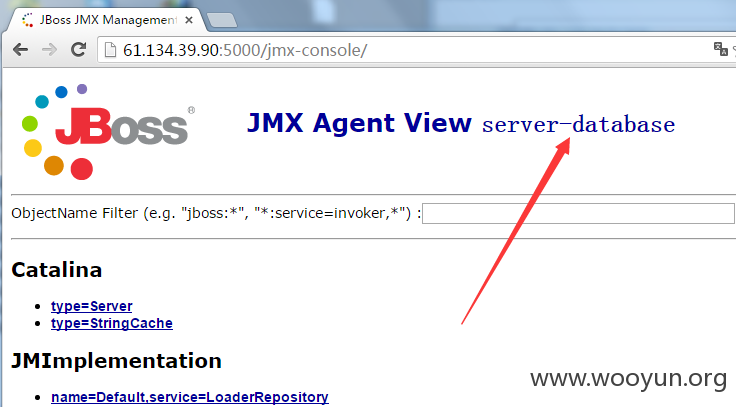 JBoss JMX Management
61.134.39.90:5000/jmx-console/
JBoss®
JMX Agent View server-database
ObjectName Filter (e.g. "jboss:*", "*:service=invoker,*") :
Catalina
type=Server
type=StringCache
JMImplementation
name=Default,service=LoaderRepository
www.wooyun.org